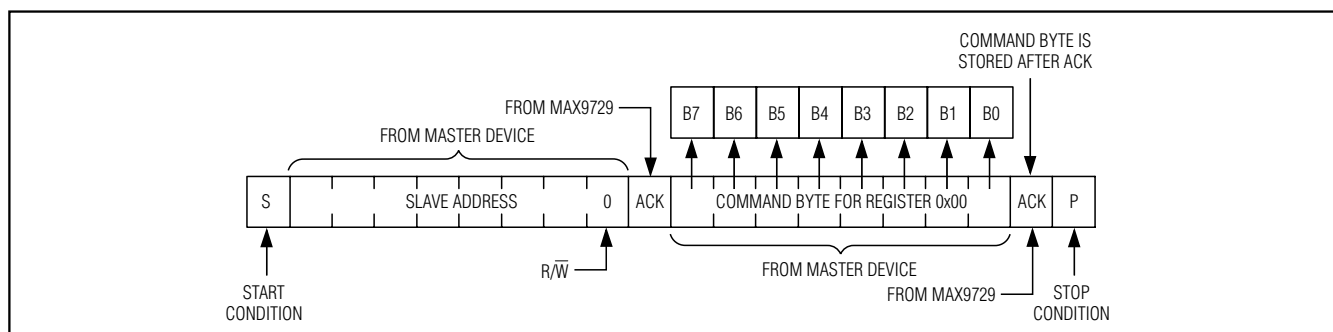 COMMAND BYTE IS
STORED AFTER ACK
FROM MAX9729
B7 B6 B5 B4 B3 B2 B1 B0
FROM MASTER DEVICE
S SLAVE ADDRESS 0 ACK COMMAND BYTE FOR REGISTER 0x00 ACK P
R/W̅
FROM MASTER DEVICE
START
CONDITION
FROM MAX9729
STOP
CONDITION